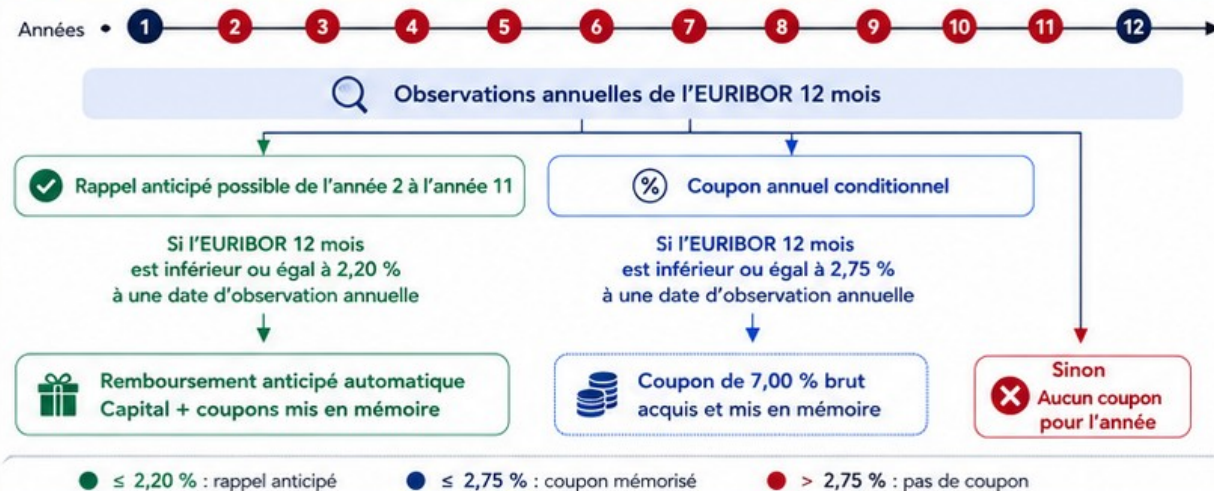 Années 1 2 3 4 5 6 7 8 9 10 11 12
Observations annuelles de l'EURIBOR 12 mois
Rappel anticipé possible de l'année 2 à l'année 11
Si l'EURIBOR 12 mois
est inférieur ou égal à 2,20 %
à une date d'observation annuelle
Remboursement anticipé automatique
Capital + coupons mis en mémoire
% Coupon annuel conditionnel
Si l'EURIBOR 12 mois
est inférieur ou égal à 2,75 %
à une date d'observation annuelle
Coupon de 7,00 % brut
acquis et mis en mémoire
Sinon
Aucun coupon
pour l'année
≤ 2,20 % : rappel anticipé ≤ 2,75 % : coupon mémorisé > 2,75 % : pas de coupon